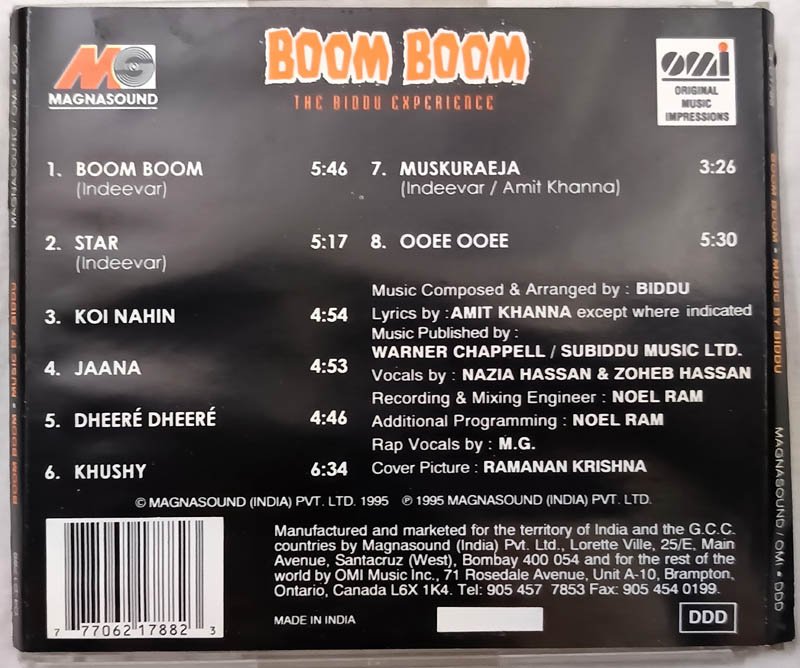 MG
MAGNASOUND
BOOM BOOM
THE BIDDU EXPERIENCE
omi
ORIGINAL
MUSIC
IMPRESSIONS
1. BOOM BOOM 5:46
(Indeevar)
2. STAR 5:17
(Indeevar)
3. KOI NAHIN 4:54
4. JAANA 4:53
5. DHEERÉ DHEERÉ 4:46
6. KHUSHY 6:34
7. MUSKURAEJA 3:26
(Indeevar / Amit Khanna)
8. OOEE OOEE 5:30
Music Composed & Arranged by : BIDDU
Lyrics by : AMIT KHANNA except where indicated
Music Published by :
WARNER CHAPPELL / SUBIDDU MUSIC LTD.
Vocals by : NAZIA HASSAN & ZOHEB HASSAN
Recording & Mixing Engineer : NOEL RAM
Additional Programming : NOEL RAM
Rap Vocals by : M.G.
Cover Picture : RAMANAN KRISHNA
© MAGNASOUND (INDIA) PVT. LTD. 1995 ℗ 1995 MAGNASOUND (INDIA) PVT. LTD.
Manufactured and marketed for the territory of India and the G.C.C.
countries by Magnasound (India) Pvt. Ltd., Lorette Ville, 25/E, Main
Avenue, Santacruz (West), Bombay 400 054 and for the rest of the
world by OMI Music Inc., 71 Rosedale Avenue, Unit A-10, Brampton,
Ontario, Canada L6X 1K4. Tel: 905 457 7853 Fax: 905 454 0199.
MADE IN INDIA
DDD
7 77062 17882 3
BOOM BOOM • MUSIC BY BIDDU
MAGNASOUND / OMI • DDD
BOOM BOOM • MUSIC BY BIDDU
MAGNASOUND / OMI • DDD